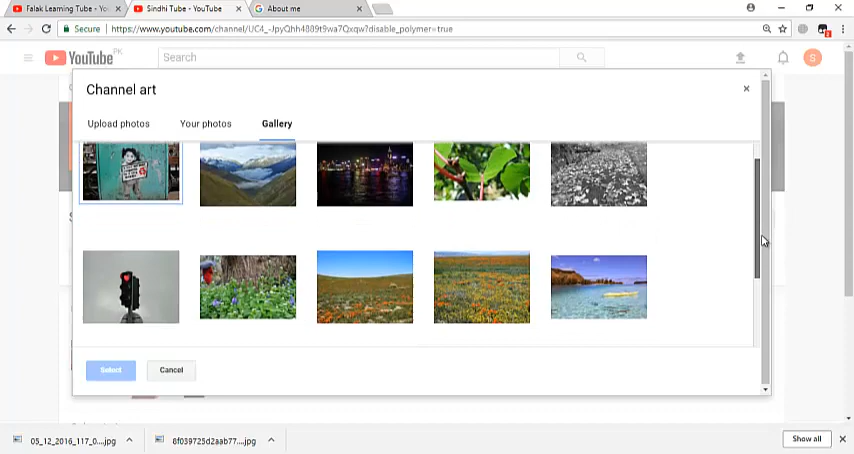 Falak Learning Tube - Yo
Sindhi Tube - YouTube
About me
Secure
https://www.youtube.com/channel/UC4_-JpyQhh4889t9wa7Qxqw?disable_polymer=true
YouTube PK
Search
S
Channel art
Upload photos
Your photos
Gallery
Select
Cancel
05_12_2016_117_0....jpg
8f039725d2aab77....jpg
Show all